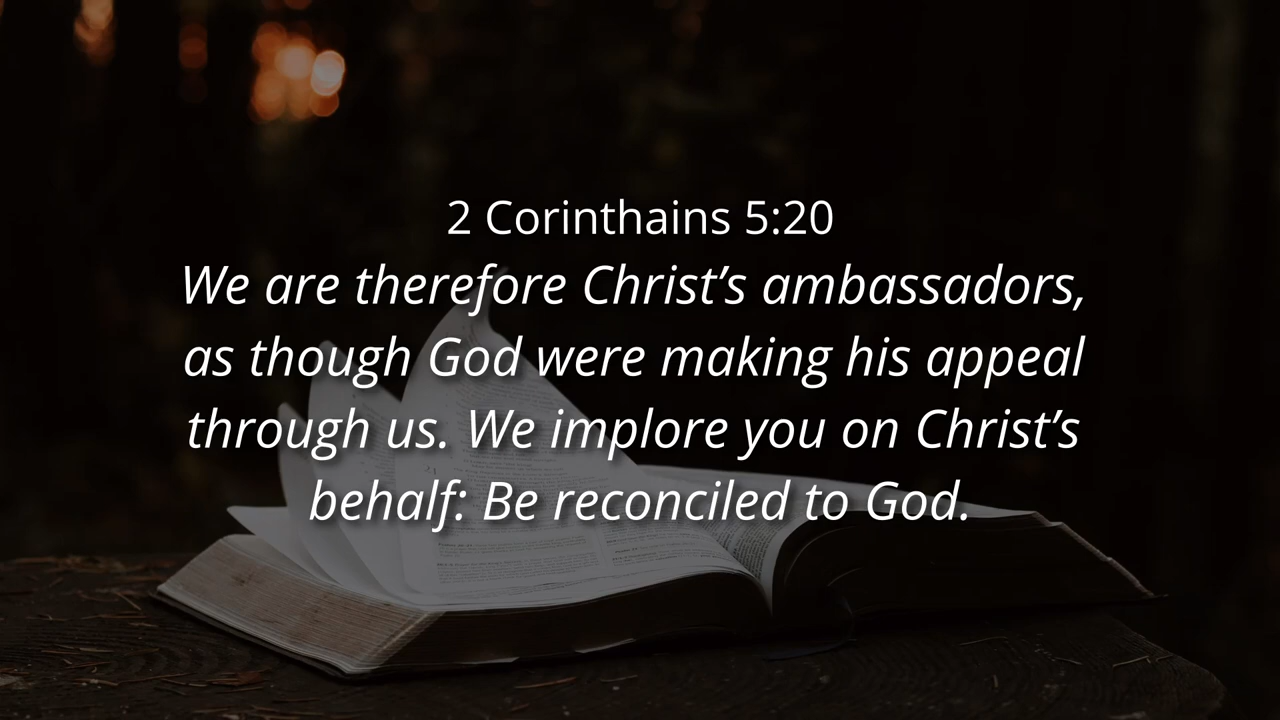 2 Corinthains 5:20
We are therefore Christ’s ambassadors,
as though God were making his appeal
through us. We implore you on Christ’s
behalf: Be reconciled to God.